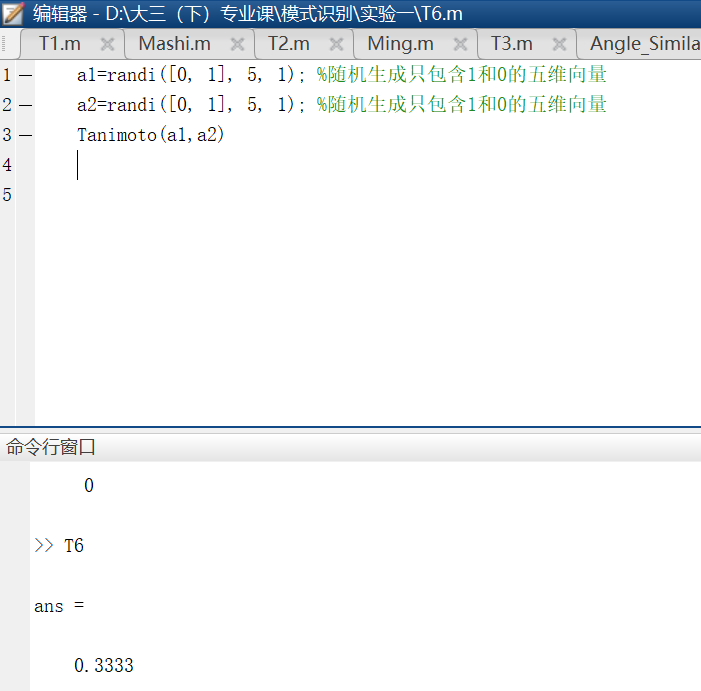 编辑器 - D:\大三（下）专业课\模式识别\实验一\T6.m
T1.m Mashi.m T2.m Ming.m T3.m Angle_Simila
1 — a1=randi([0, 1], 5, 1); %随机生成只包含1和0的五维向量
2 — a2=randi([0, 1], 5, 1); %随机生成只包含1和0的五维向量
3 — Tanimoto(a1,a2)
4
5
命令行窗口
0
>> T6
ans =
0.3333